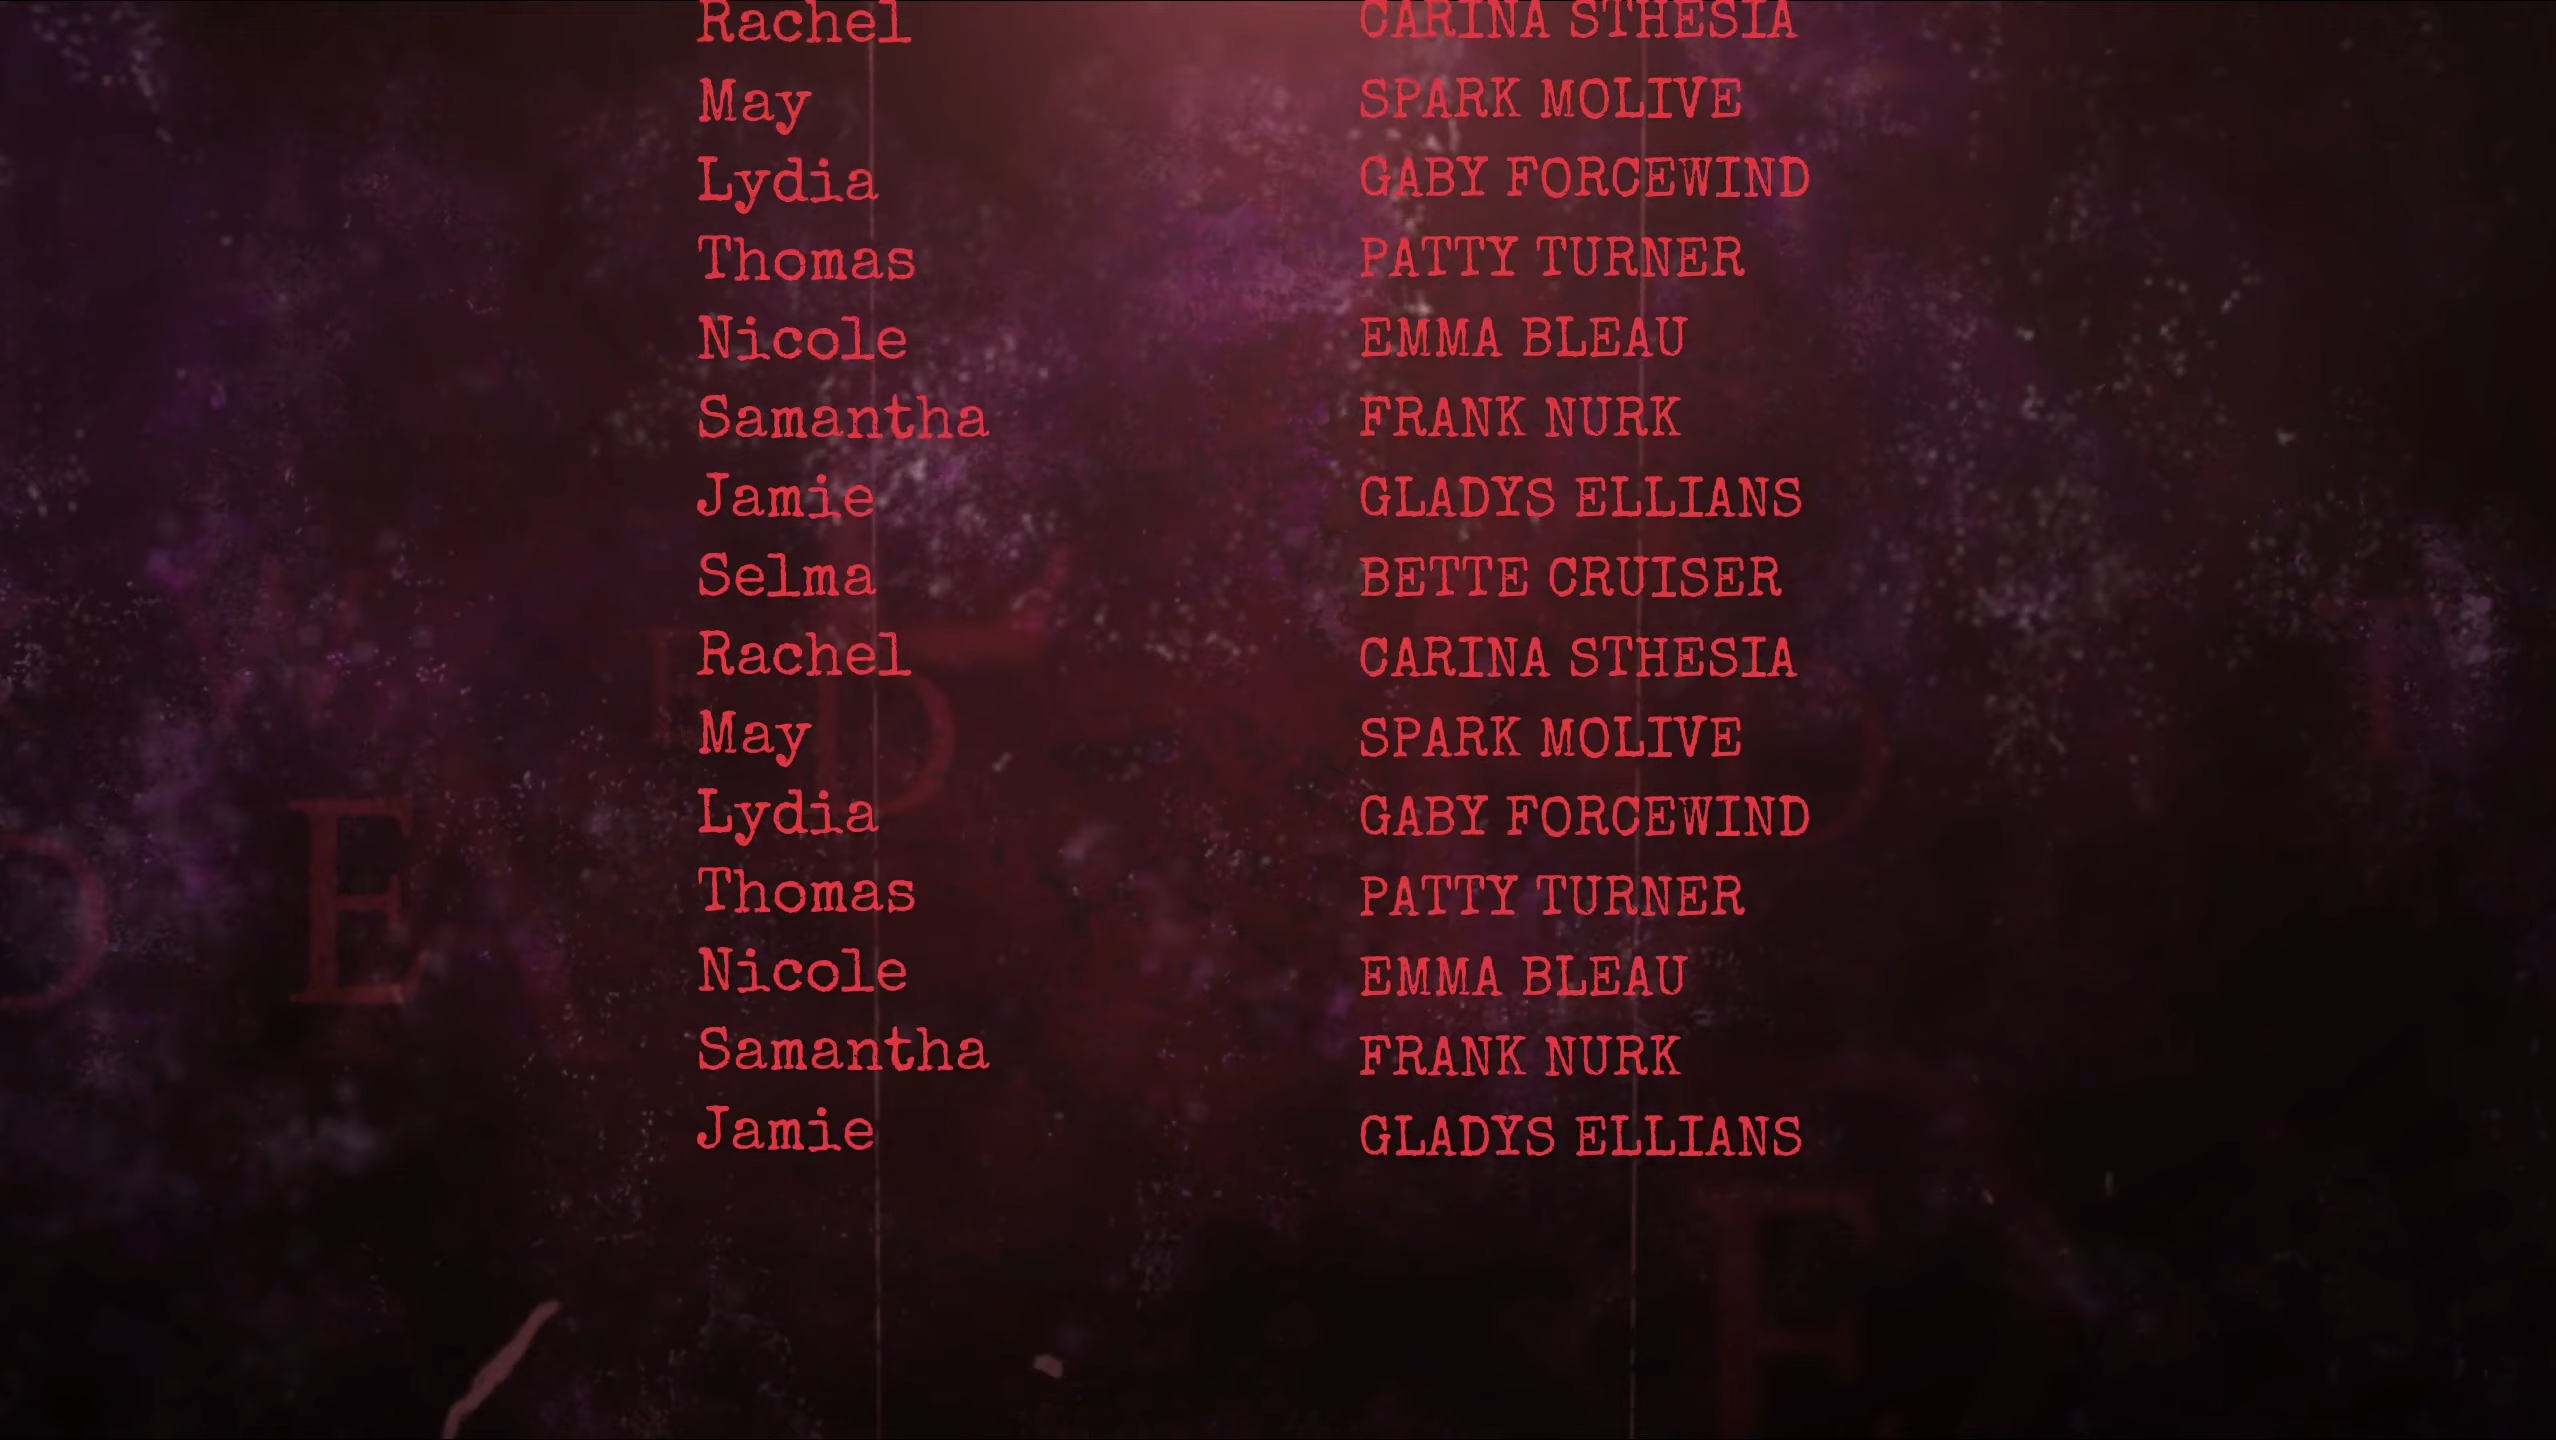 Rachel CARINA STHESIA
May SPARK MOLIVE
Lydia GABY FORCEWIND
Thomas PATTY TURNER
Nicole EMMA BLEAU
Samantha FRANK NURK
Jamie GLADYS ELLIANS
Selma BETTE CRUISER
Rachel CARINA STHESIA
May SPARK MOLIVE
Lydia GABY FORCEWIND
Thomas PATTY TURNER
Nicole EMMA BLEAU
Samantha FRANK NURK
Jamie GLADYS ELLIANS